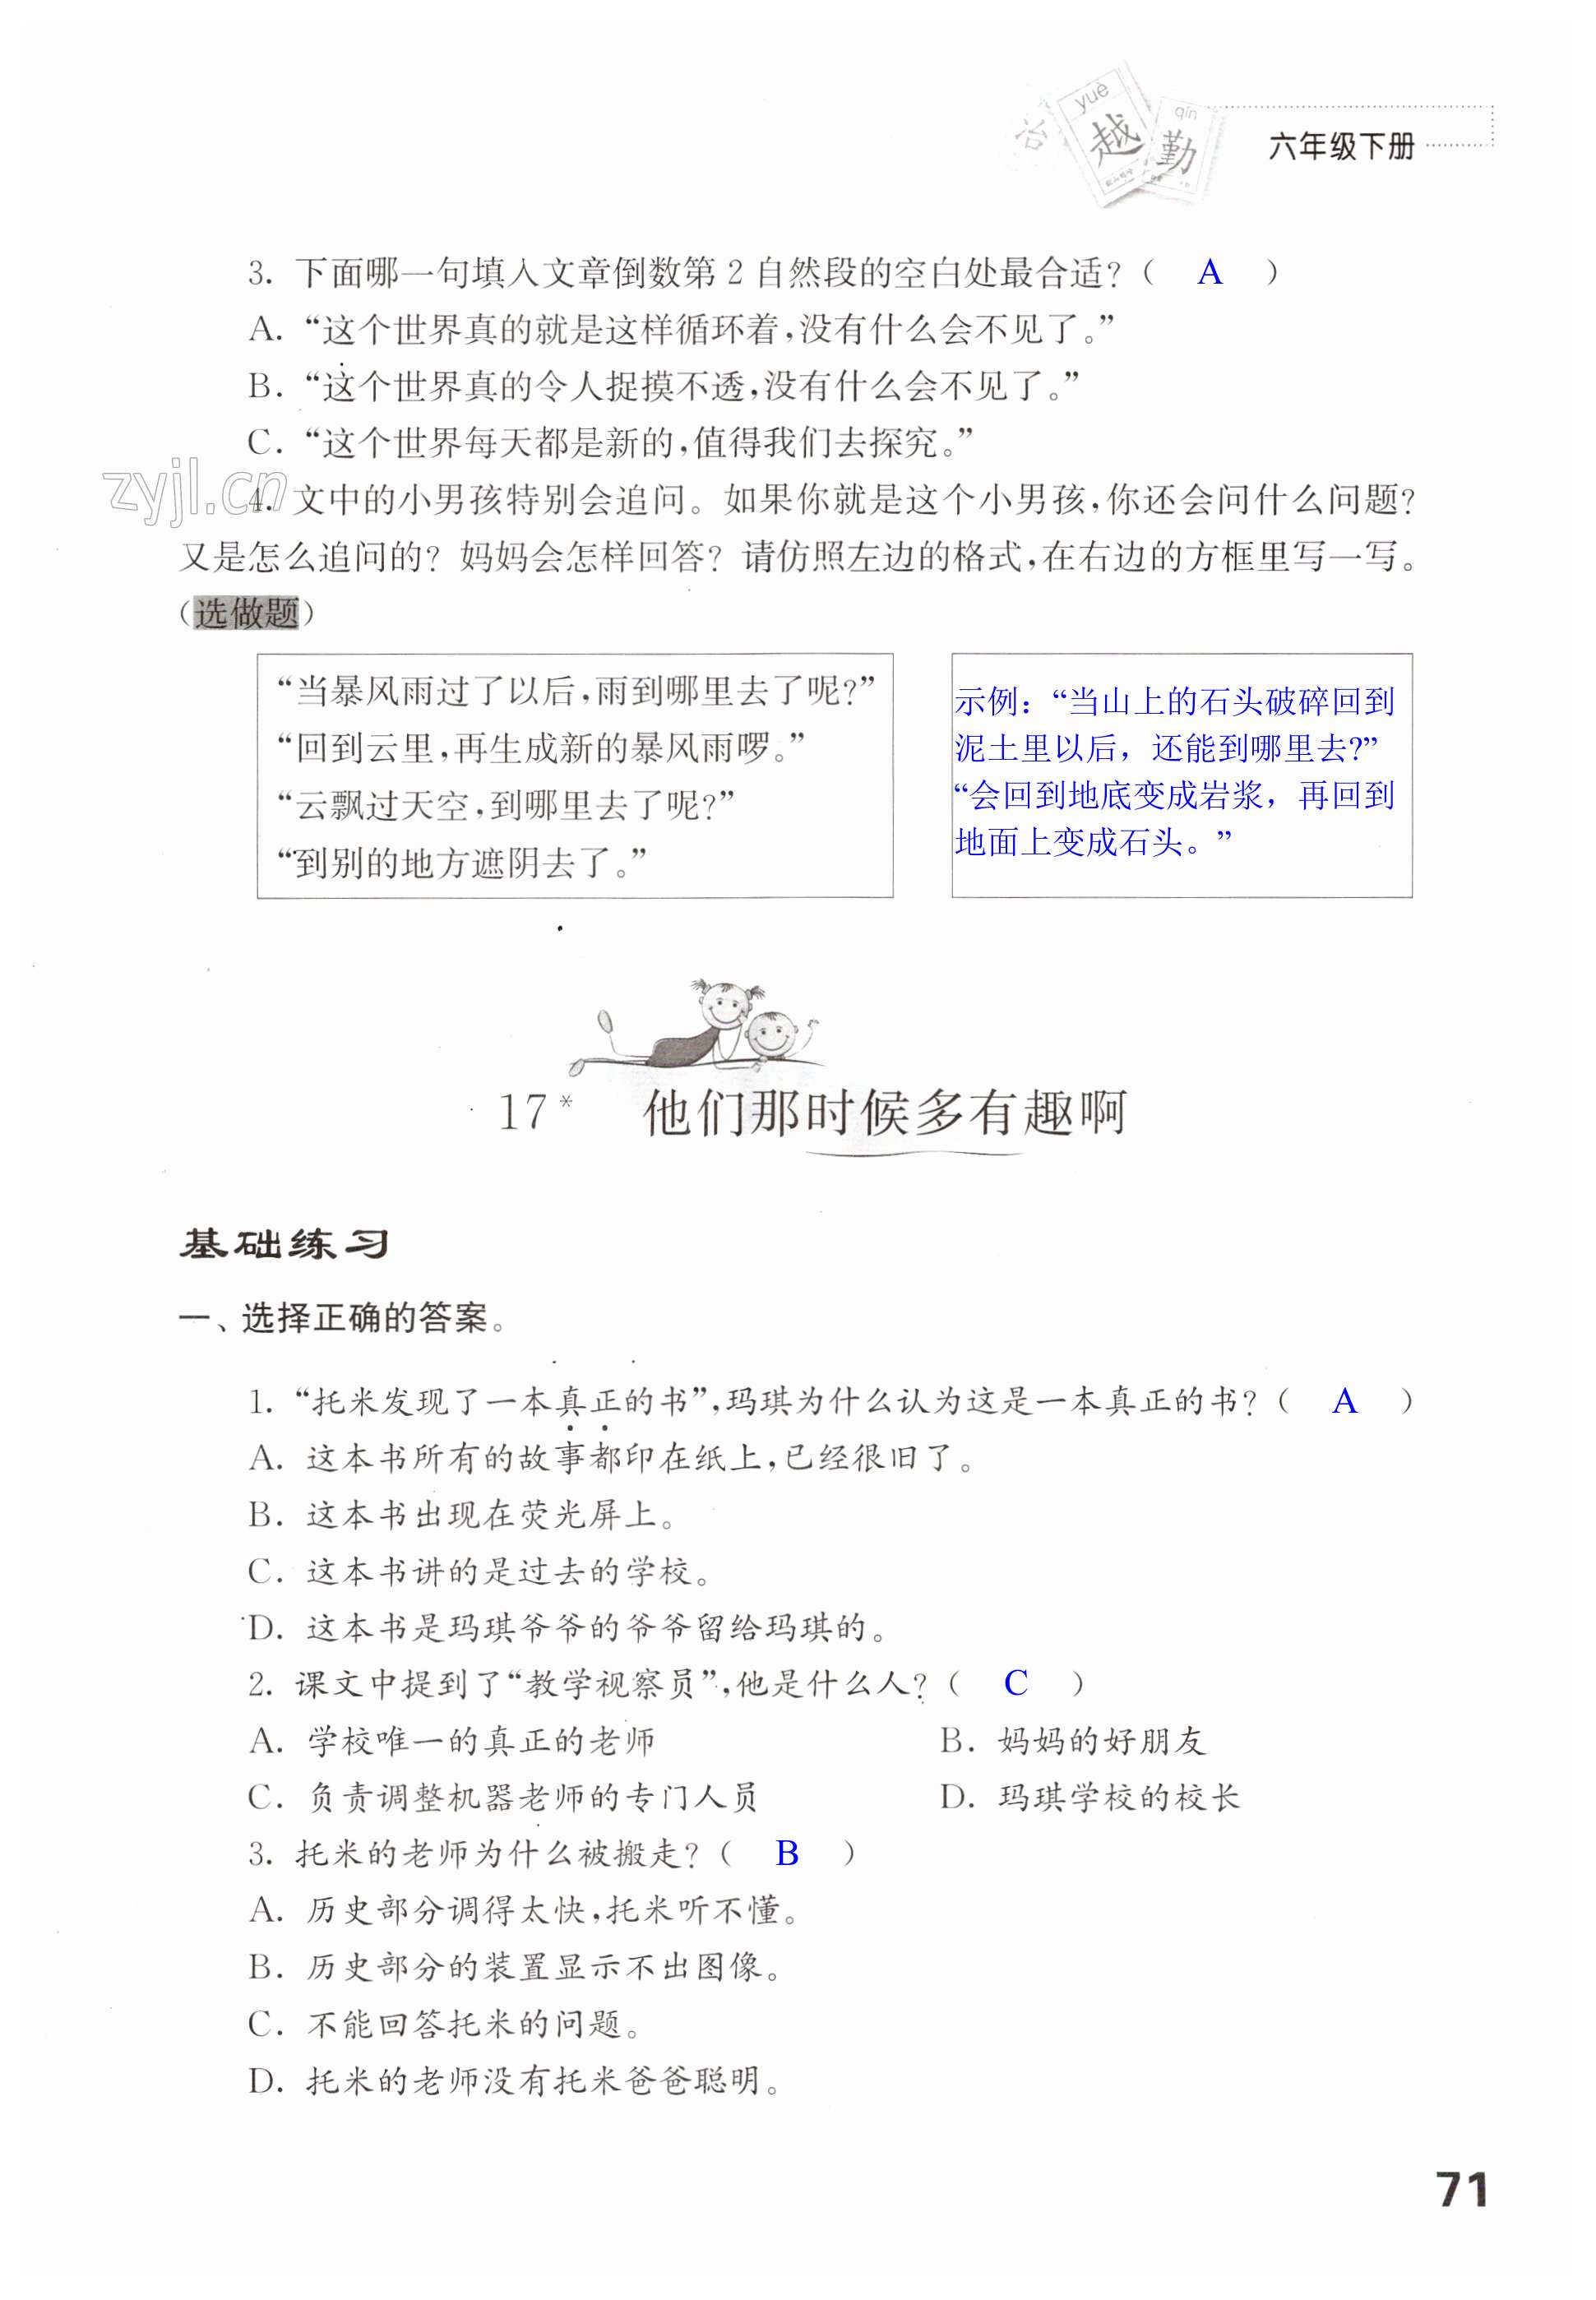 yuè
qín
冶
越
勤
六年级下册
3. 下面哪一句填入文章倒数第 2 自然段的空白处最合适?( A )
A. “这个世界真的就是这样循环着,没有什么会不见了。”
B. “这个世界真的令人捉摸不透,没有什么会不见了。”
C. “这个世界每天都是新的,值得我们去探究。”
zyjl.cn
4. 文中的小男孩特别会追问。如果你就是这个小男孩,你还会问什么问题?
又是怎么追问的? 妈妈会怎样回答? 请仿照左边的格式,在右边的方框里写一写。
(选做题)
“当暴风雨过了以后,雨到哪里去了呢?”
“回到云里,再生成新的暴风雨啰。”
“云飘过天空,到哪里去了呢?”
“到别的地方遮阴去了。”
示例：“当山上的石头破碎回到
泥土里以后，还能到哪里去?”
“会回到地底变成岩浆，再回到
地面上变成石头。”
17* 他们那时候多有趣啊
基础练习
一、选择正确的答案。
1. “托米发现了一本真正的书”,玛琪为什么认为这是一本真正的书?( A )
A. 这本书所有的故事都印在纸上,已经很旧了。
B. 这本书出现在荧光屏上。
C. 这本书讲的是过去的学校。
D. 这本书是玛琪爷爷的爷爷留给玛琪的。
2. 课文中提到了“教学视察员”,他是什么人?( C )
A. 学校唯一的真正的老师 B. 妈妈的好朋友
C. 负责调整机器老师的专门人员 D. 玛琪学校的校长
3. 托米的老师为什么被搬走?( B )
A. 历史部分调得太快,托米听不懂。
B. 历史部分的装置显示不出图像。
C. 不能回答托米的问题。
D. 托米的老师没有托米爸爸聪明。
71